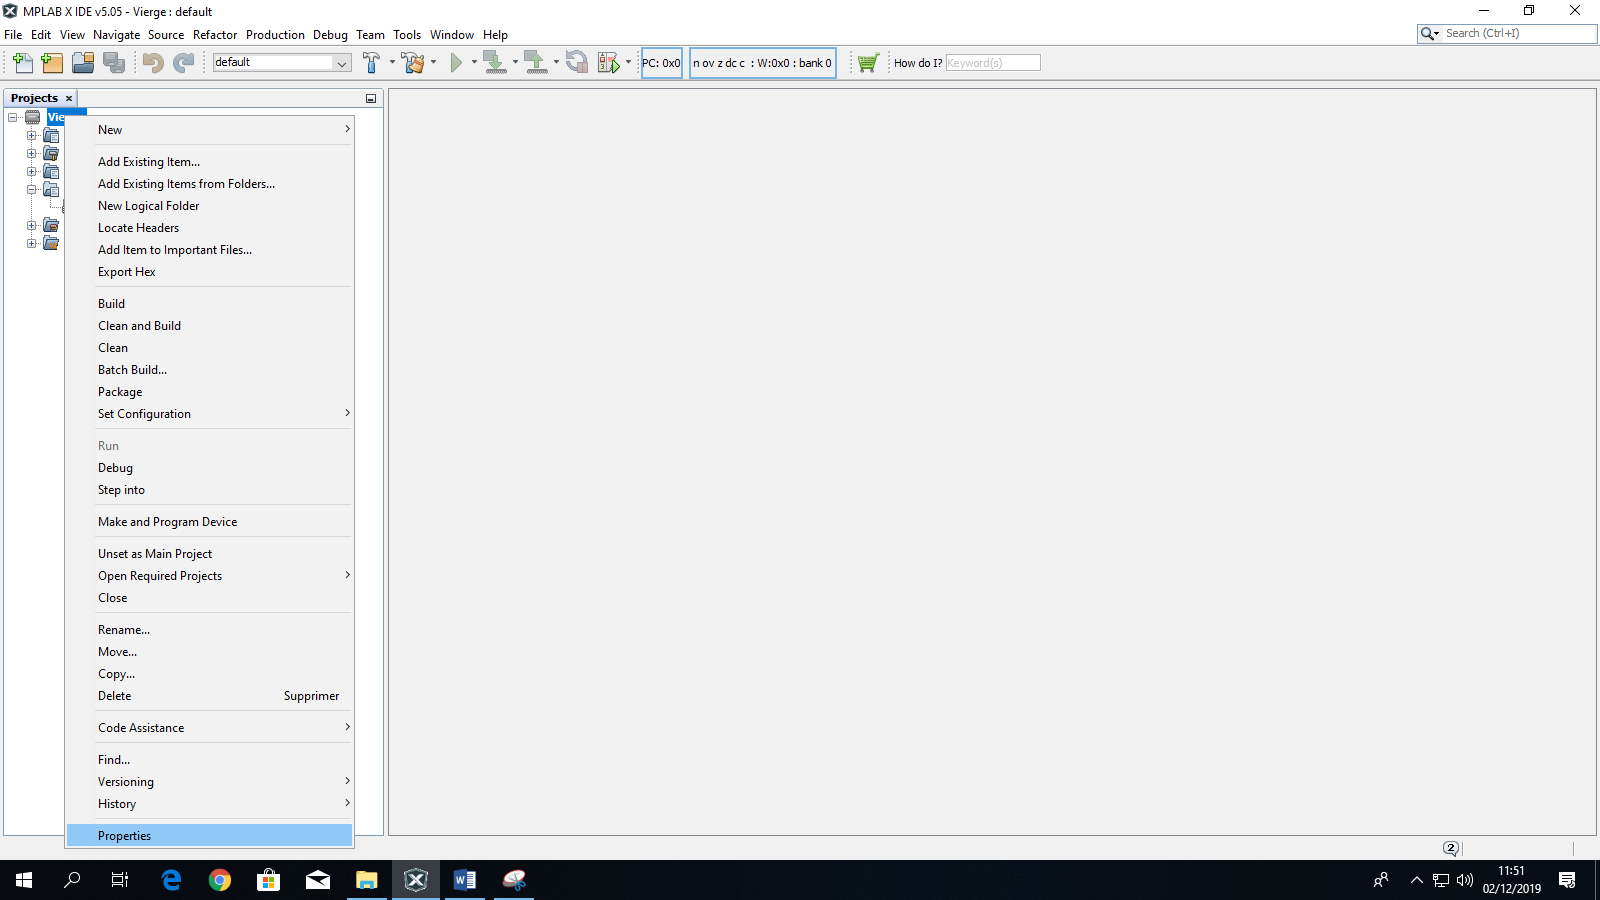 MPLAB X IDE v5.05 - Vierge : default
File Edit View Navigate Source Refactor Production Debug Team Tools Window Help
Search (Ctrl+I)
default
PC: 0x0
n ov z dc c : W:0x0 : bank 0
How do I?
Keyword(s)
Projects
New
Add Existing Item...
Add Existing Items from Folders...
New Logical Folder
Locate Headers
Add Item to Important Files...
Export Hex
Build
Clean and Build
Clean
Batch Build...
Package
Set Configuration
Run
Debug
Step into
Make and Program Device
Unset as Main Project
Open Required Projects
Close
Rename...
Move...
Copy...
Delete Supprimer
Code Assistance
Find...
Versioning
History
Properties
2
11:51
02/12/2019